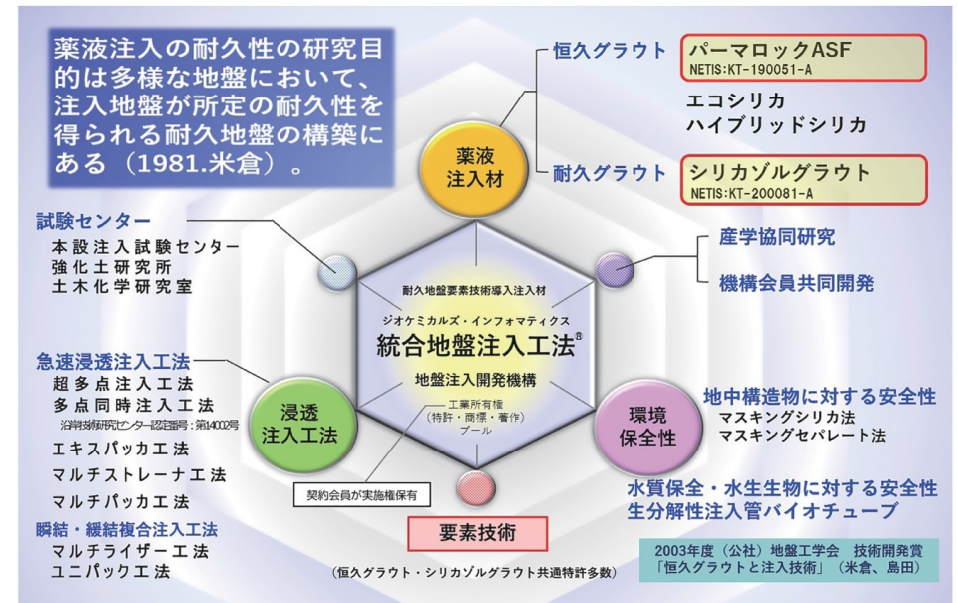 薬液注入の耐久性の研究目
的は多様な地盤において、
注入地盤が所定の耐久性を
得られる耐久地盤の構築に
ある（1981.米倉）。
恒久グラウト
パーマロックASF
NETIS:KT-190051-A
エコシリカ
ハイブリッドシリカ
耐久グラウト
シリカゾルグラウト
NETIS:KT-200081-A
薬液
注入材
試験センター
本設注入試験センター
強化土研究所
土木化学研究室
産学協同研究
機構会員共同開発
耐久地盤要素技術導入注入材
ジオケミカルズ・インフォマティクス
統合地盤注入工法®
地盤注入開発機構
工業所有権
（特許・商標・著作）
プール
契約会員が実施権保有
急速浸透注入工法
超多点注入工法
多点同時注入工法
沿岸技術研究センター認定番号：第14002号
エキスパッカ工法
マルチストレーナ工法
マルチパッカ工法
瞬結・緩結複合注入工法
マルチライザー工法
ユニパック工法
浸透
注入工法
環境
保全性
地中構造物に対する安全性
マスキングシリカ法
マスキングセパレート法
水質保全・水生生物に対する安全性
生分解性注入管バイオチューブ
要素技術
（恒久グラウト・シリカゾルグラウト共通特許多数）
2003年度（公社）地盤工学会　技術開発賞
「恒久グラウトと注入技術」（米倉、島田）